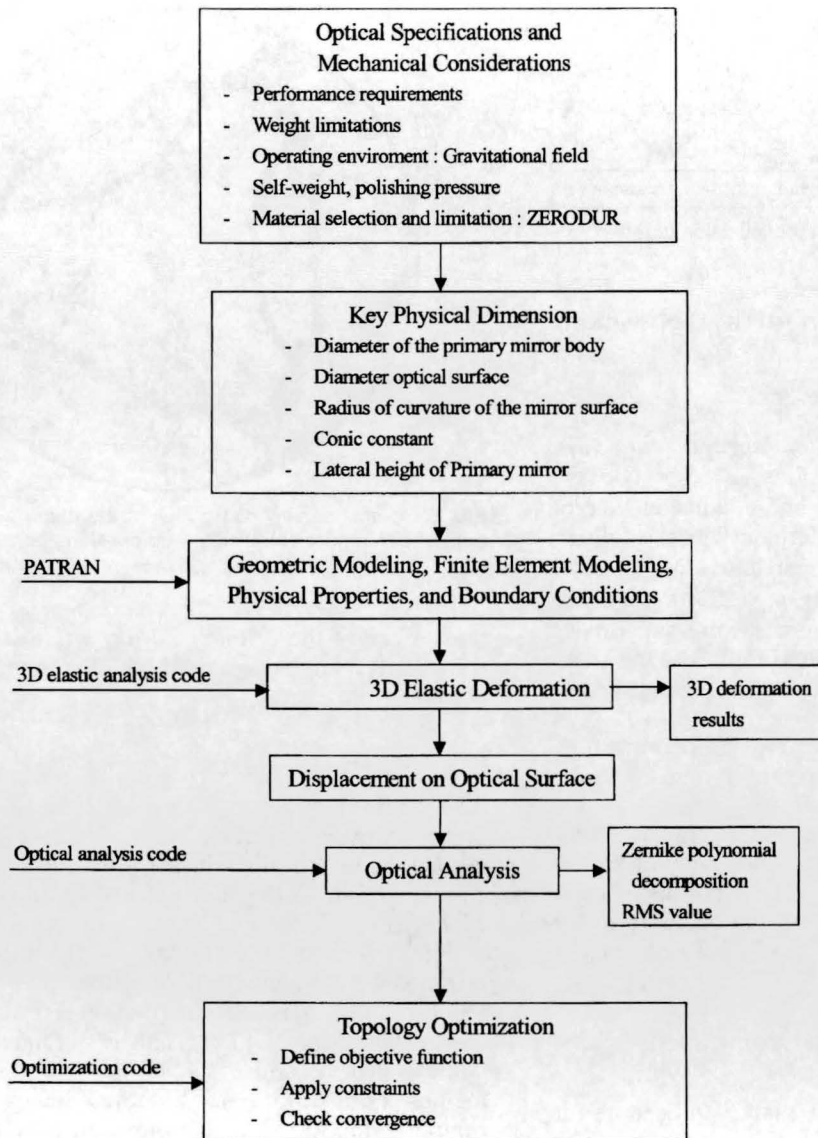 Optical Specifications and
Mechanical Considerations
- Performance requirements
- Weight limitations
- Operating enviroment : Gravitational field
- Self-weight, polishing pressure
- Material selection and limitation : ZERODUR
Key Physical Dimension
- Diameter of the primary mirror body
- Diameter optical surface
- Radius of curvature of the mirror surface
- Conic constant
- Lateral height of Primary mirror
PATRAN
Geometric Modeling, Finite Element Modeling,
Physical Properties, and Boundary Conditions
3D elastic analysis code
3D Elastic Deformation
3D deformation
results
Displacement on Optical Surface
Optical analysis code
Optical Analysis
Zernike polynomial
decomposition
RMS value
Topology Optimization
- Define objective function
- Apply constraints
- Check convergence
Optimization code